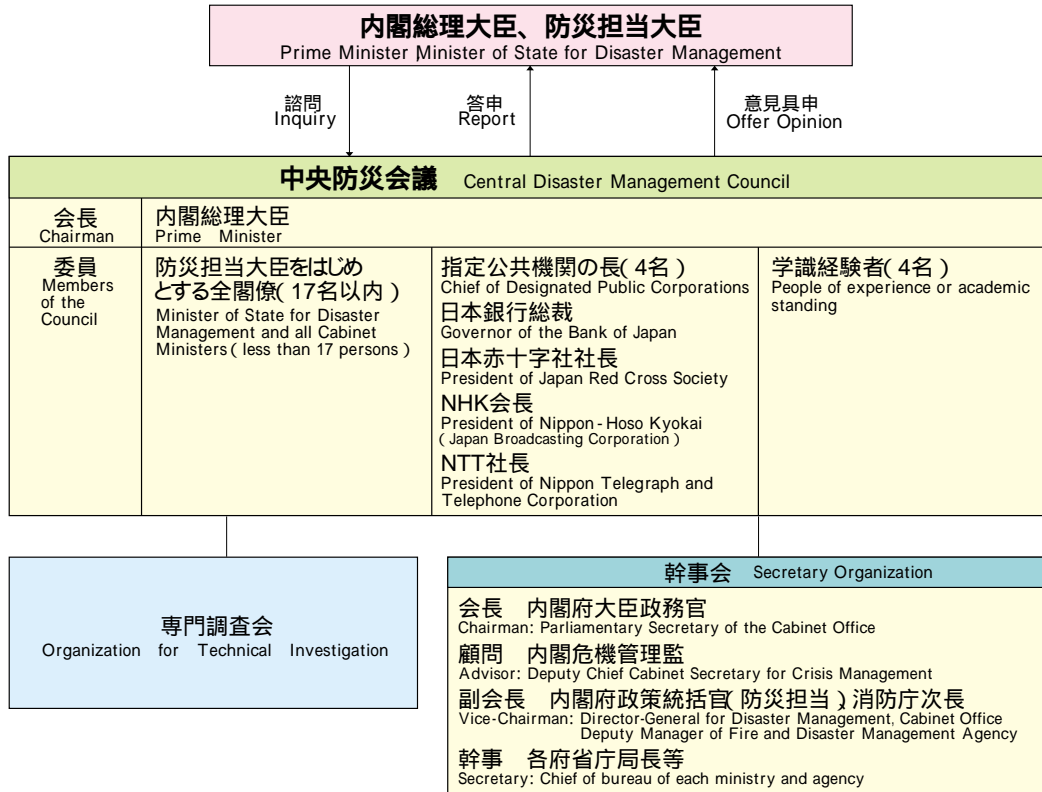 内閣総理大臣、防災担当大臣
Prime Minister,Minister of State for Disaster Management
諮問
Inquiry
答申
Report
意見具申
Offer Opinion
中央防災会議 Central Disaster Management Council
会長
Chairman
内閣総理大臣
Prime Minister
委員
Members
of the
Council
防災担当大臣をはじめ
とする全閣僚(17名以内)
Minister of State for Disaster
Management and all Cabinet
Ministers(less than 17 persons)
指定公共機関の長(4名)
Chief of Designated Public Corporations
日本銀行総裁
Governor of the Bank of Japan
日本赤十字社社長
President of Japan Red Cross Society
NHK会長
President of Nippon-Hoso Kyokai
(Japan Broadcasting Corporation)
NTT社長
President of Nippon Telegraph and
Telephone Corporation
学識経験者(4名)
People of experience or academic
standing
専門調査会
Organization for Technical Investigation
幹事会 Secretary Organization
会長 内閣府大臣政務官
Chairman: Parliamentary Secretary of the Cabinet Office
顧問 内閣危機管理監
Advisor: Deputy Chief Cabinet Secretary for Crisis Management
副会長 内閣府政策統括官(防災担当)、消防庁次長
Vice-Chairman: Director-General for Disaster Management, Cabinet Office
Deputy Manager of Fire and Disaster Management Agency
幹事 各府省庁局長等
Secretary: Chief of bureau of each ministry and agency